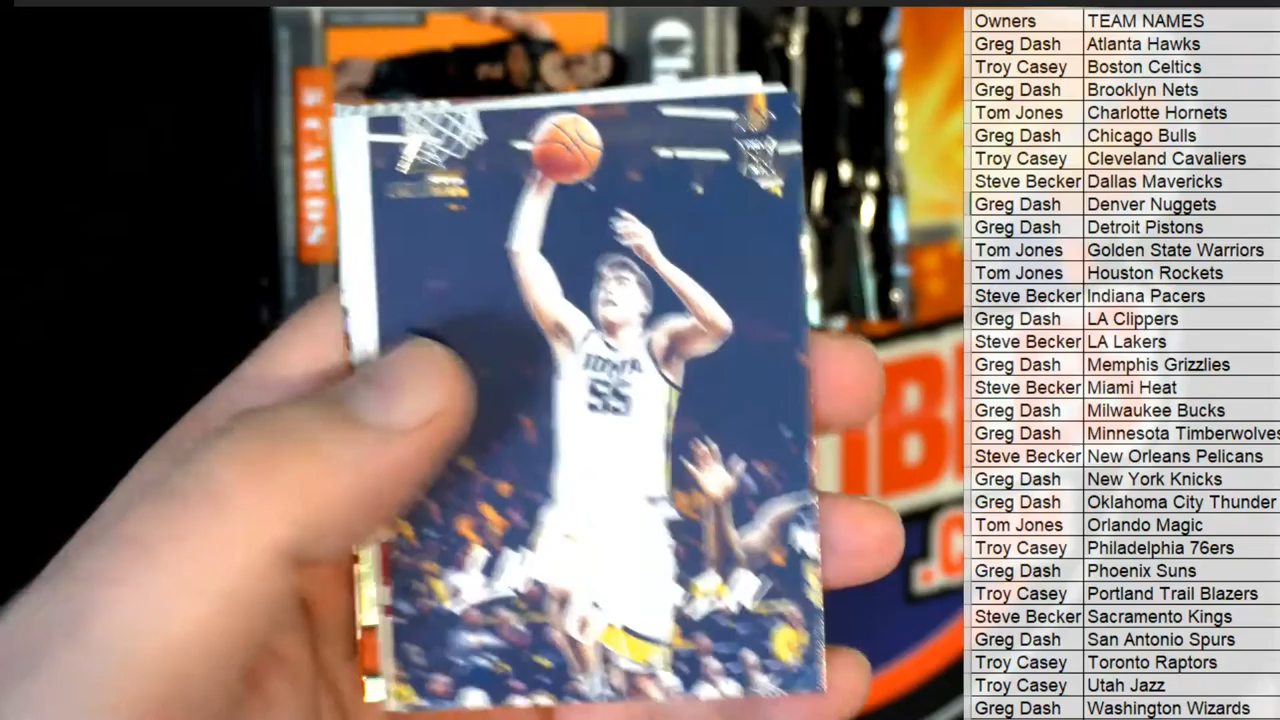 Owners TEAM NAMES
Greg Dash Atlanta Hawks
Troy Casey Boston Celtics
Greg Dash Brooklyn Nets
Tom Jones Charlotte Hornets
Greg Dash Chicago Bulls
Troy Casey Cleveland Cavaliers
Steve Becker Dallas Mavericks
Greg Dash Denver Nuggets
Greg Dash Detroit Pistons
Tom Jones Golden State Warriors
Tom Jones Houston Rockets
Steve Becker Indiana Pacers
Greg Dash LA Clippers
Steve Becker LA Lakers
Greg Dash Memphis Grizzlies
Steve Becker Miami Heat
Greg Dash Milwaukee Bucks
Greg Dash Minnesota Timberwolves
Steve Becker New Orleans Pelicans
Greg Dash New York Knicks
Greg Dash Oklahoma City Thunder
Tom Jones Orlando Magic
Troy Casey Philadelphia 76ers
Greg Dash Phoenix Suns
Troy Casey Portland Trail Blazers
Steve Becker Sacramento Kings
Greg Dash San Antonio Spurs
Troy Casey Toronto Raptors
Troy Casey Utah Jazz
Greg Dash Washington Wizards
IOWA
55